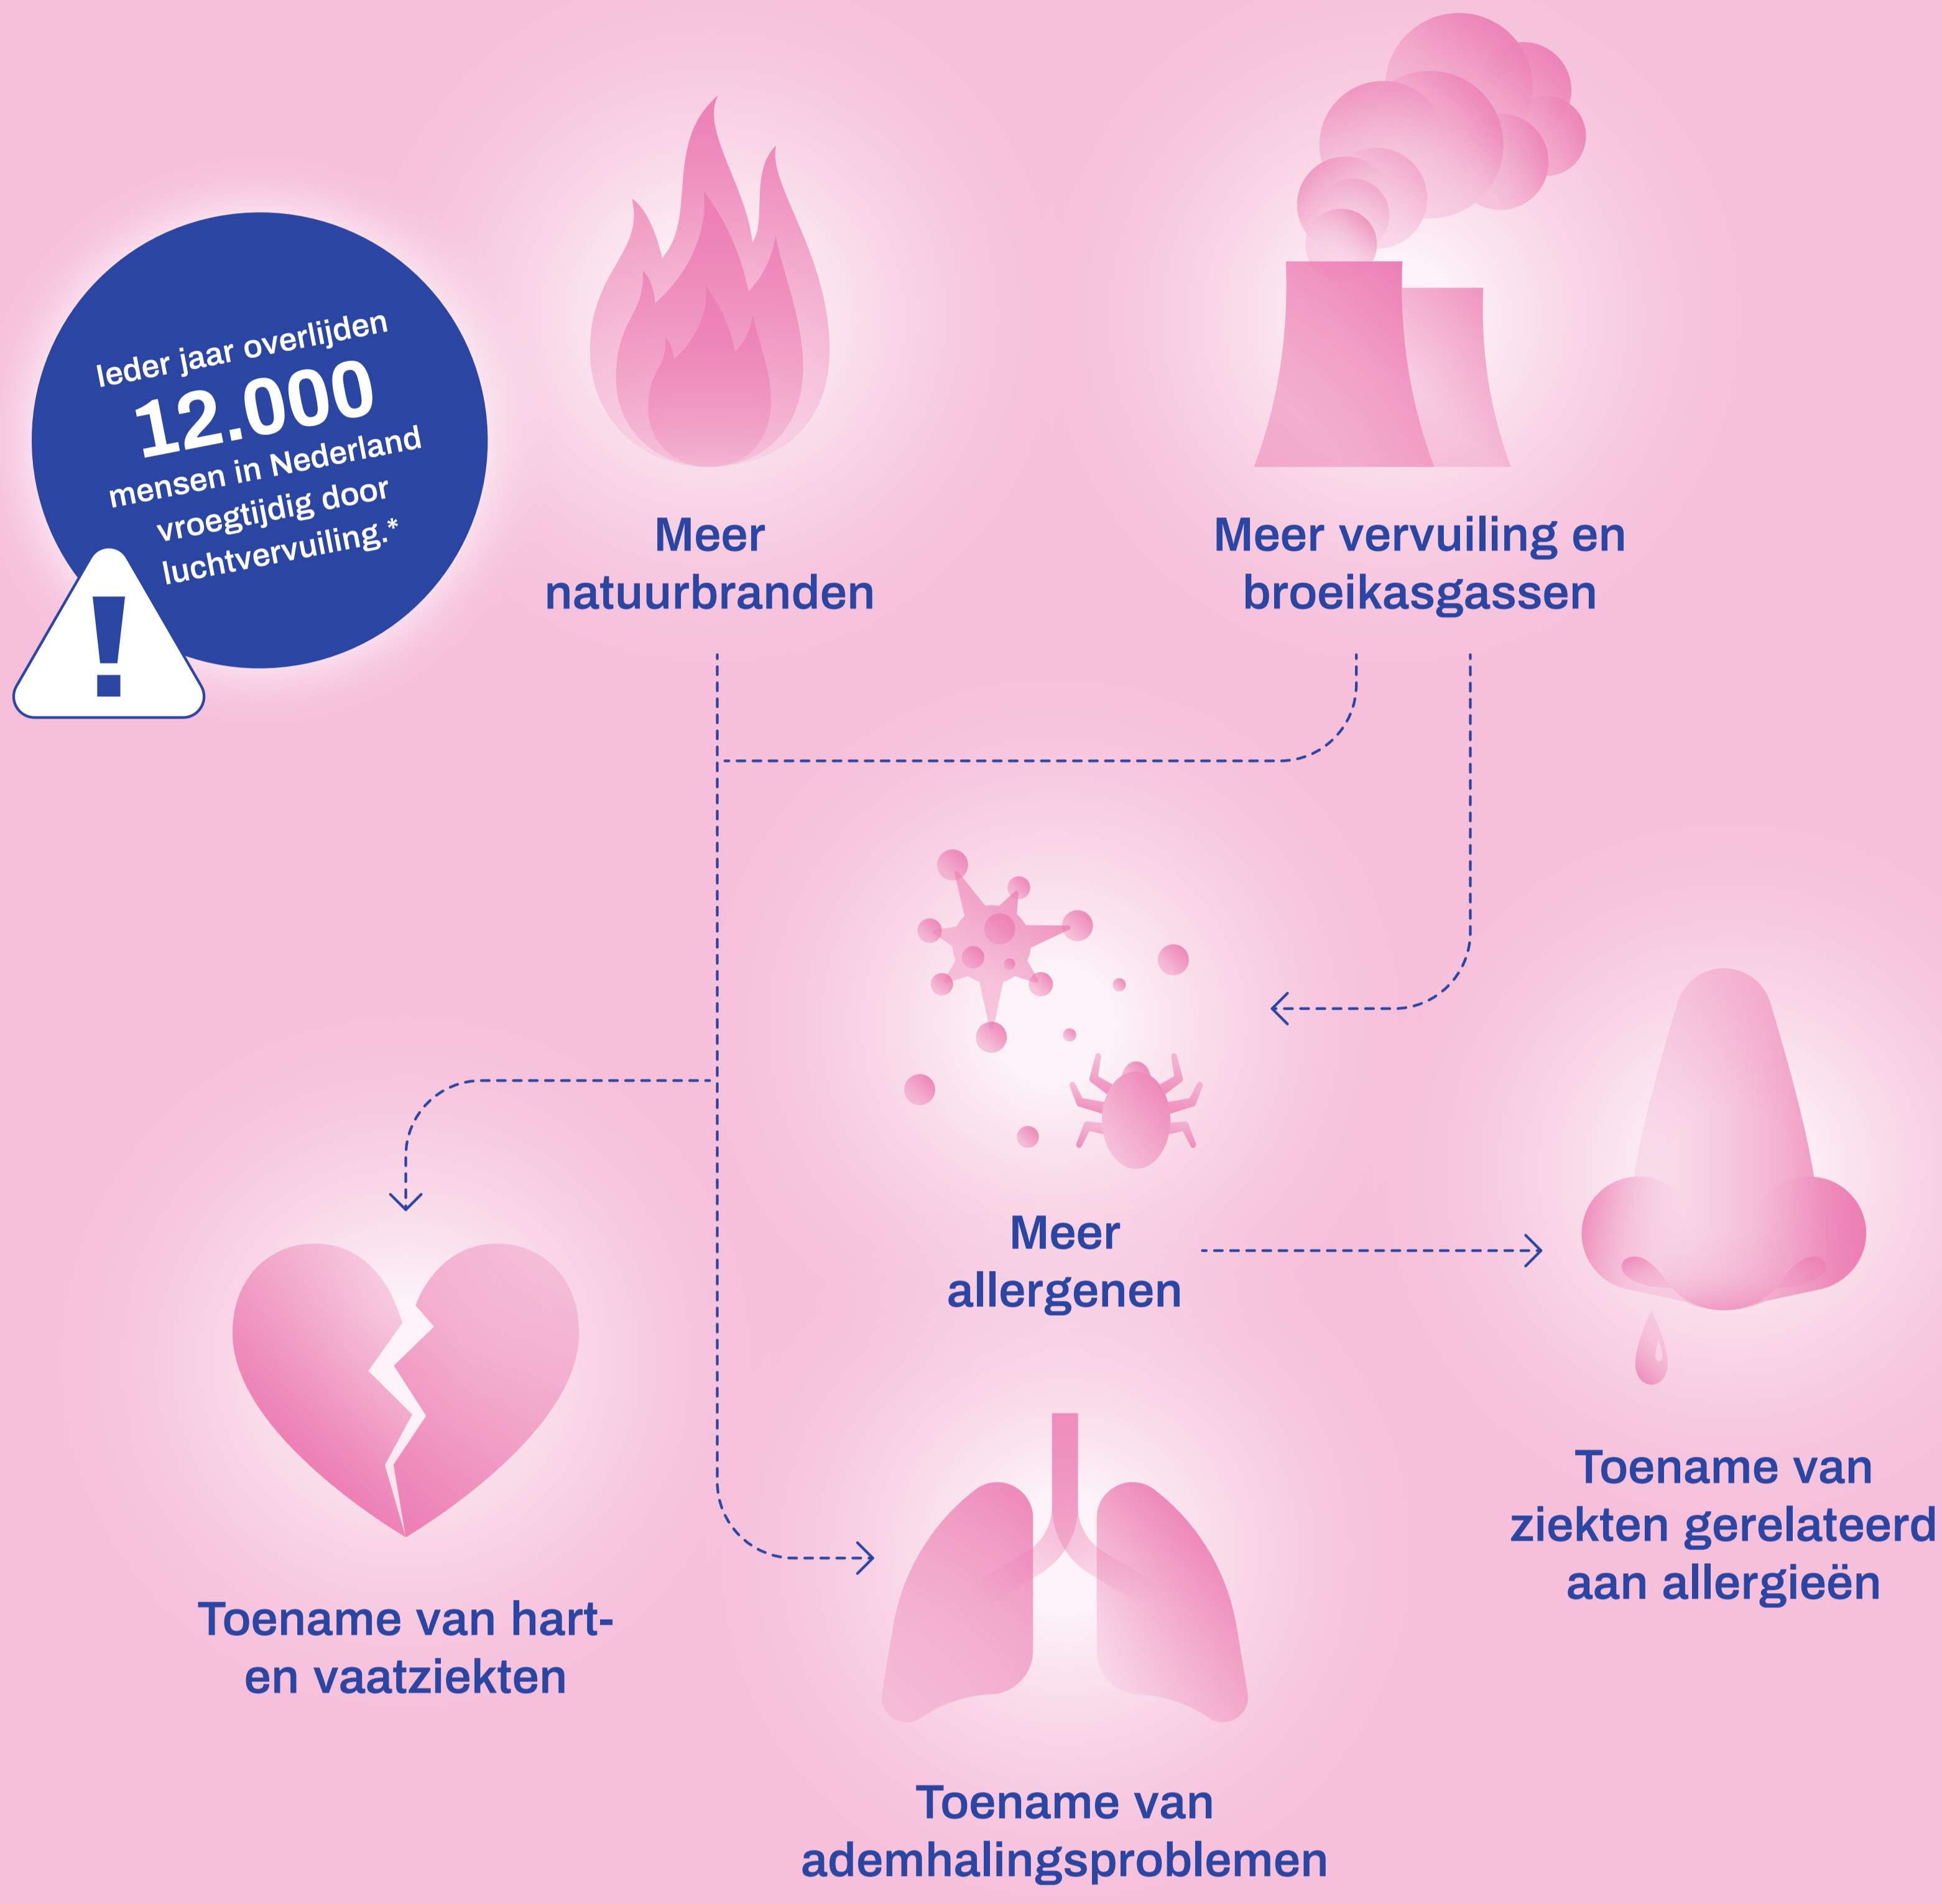 Ieder jaar overlijden
12.000
mensen in Nederland
vroegtijdig door
luchtvervuiling.*
!
Meer
natuurbranden
Meer vervuiling en
broeikasgassen
Meer
allergenen
Toename van
ziekten gerelateerd
aan allergieën
Toename van hart-
en vaatziekten
Toename van
ademhalingsproblemen